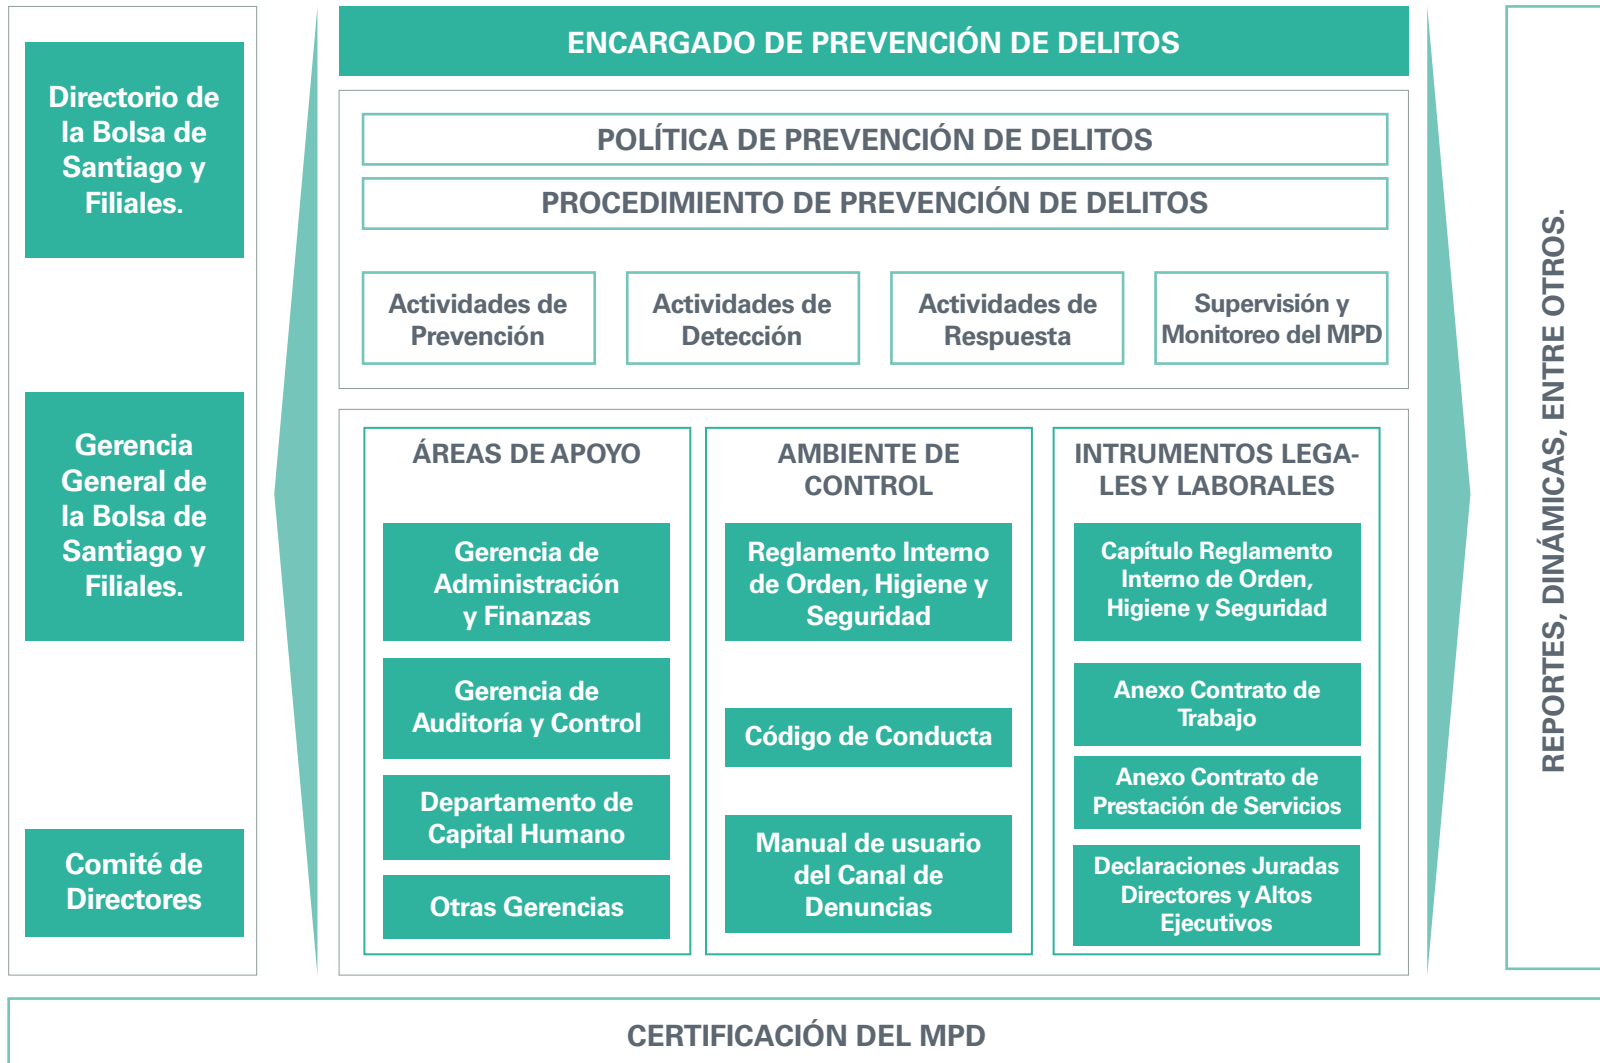 Directorio de
la Bolsa de
Santiago y
Filiales.
Gerencia
General de
la Bolsa de
Santiago y
Filiales.
Comité de
Directores
ENCARGADO DE PREVENCIÓN DE DELITOS
POLÍTICA DE PREVENCIÓN DE DELITOS
PROCEDIMIENTO DE PREVENCIÓN DE DELITOS
Actividades de
Prevención
Actividades de
Detección
Actividades de
Respuesta
Supervisión y
Monitoreo del MPD
ÁREAS DE APOYO
Gerencia de
Administración
y Finanzas
Gerencia de
Auditoría y Control
Departamento de
Capital Humano
Otras Gerencias
AMBIENTE DE
CONTROL
Reglamento Interno
de Orden, Higiene y
Seguridad
Código de Conducta
Manual de usuario
del Canal de
Denuncias
INTRUMENTOS LEGA-
LES Y LABORALES
Capítulo Reglamento
Interno de Orden,
Higiene y Seguridad
Anexo Contrato de
Trabajo
Anexo Contrato de
Prestación de Servicios
Declaraciones Juradas
Directores y Altos
Ejecutivos
REPORTES, DINÁMICAS, ENTRE OTROS.
CERTIFICACIÓN DEL MPD